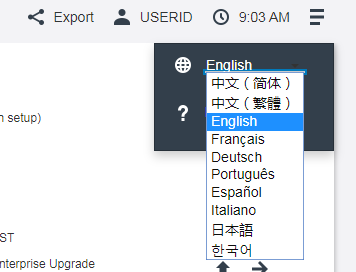 Export USERID 9:03 AM
English
中文（简体）
中文（繁體）
English
Français
Deutsch
Português
Español
Italiano
日本語
한국어
?
setup)
ST
nterprise Upgrade